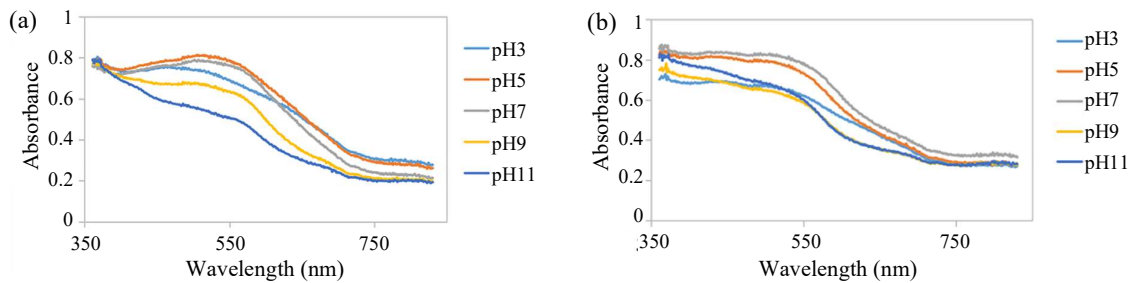 (a)
1
0.8
0.6
0.4
0.2
0
Absorbance
350
550
750
Wavelength (nm)
pH3
pH5
pH7
pH9
pH11
(b)
1
0.8
0.6
0.4
0.2
0
Absorbance
350
550
750
Wavelength (nm)
pH3
pH5
pH7
pH9
pH11